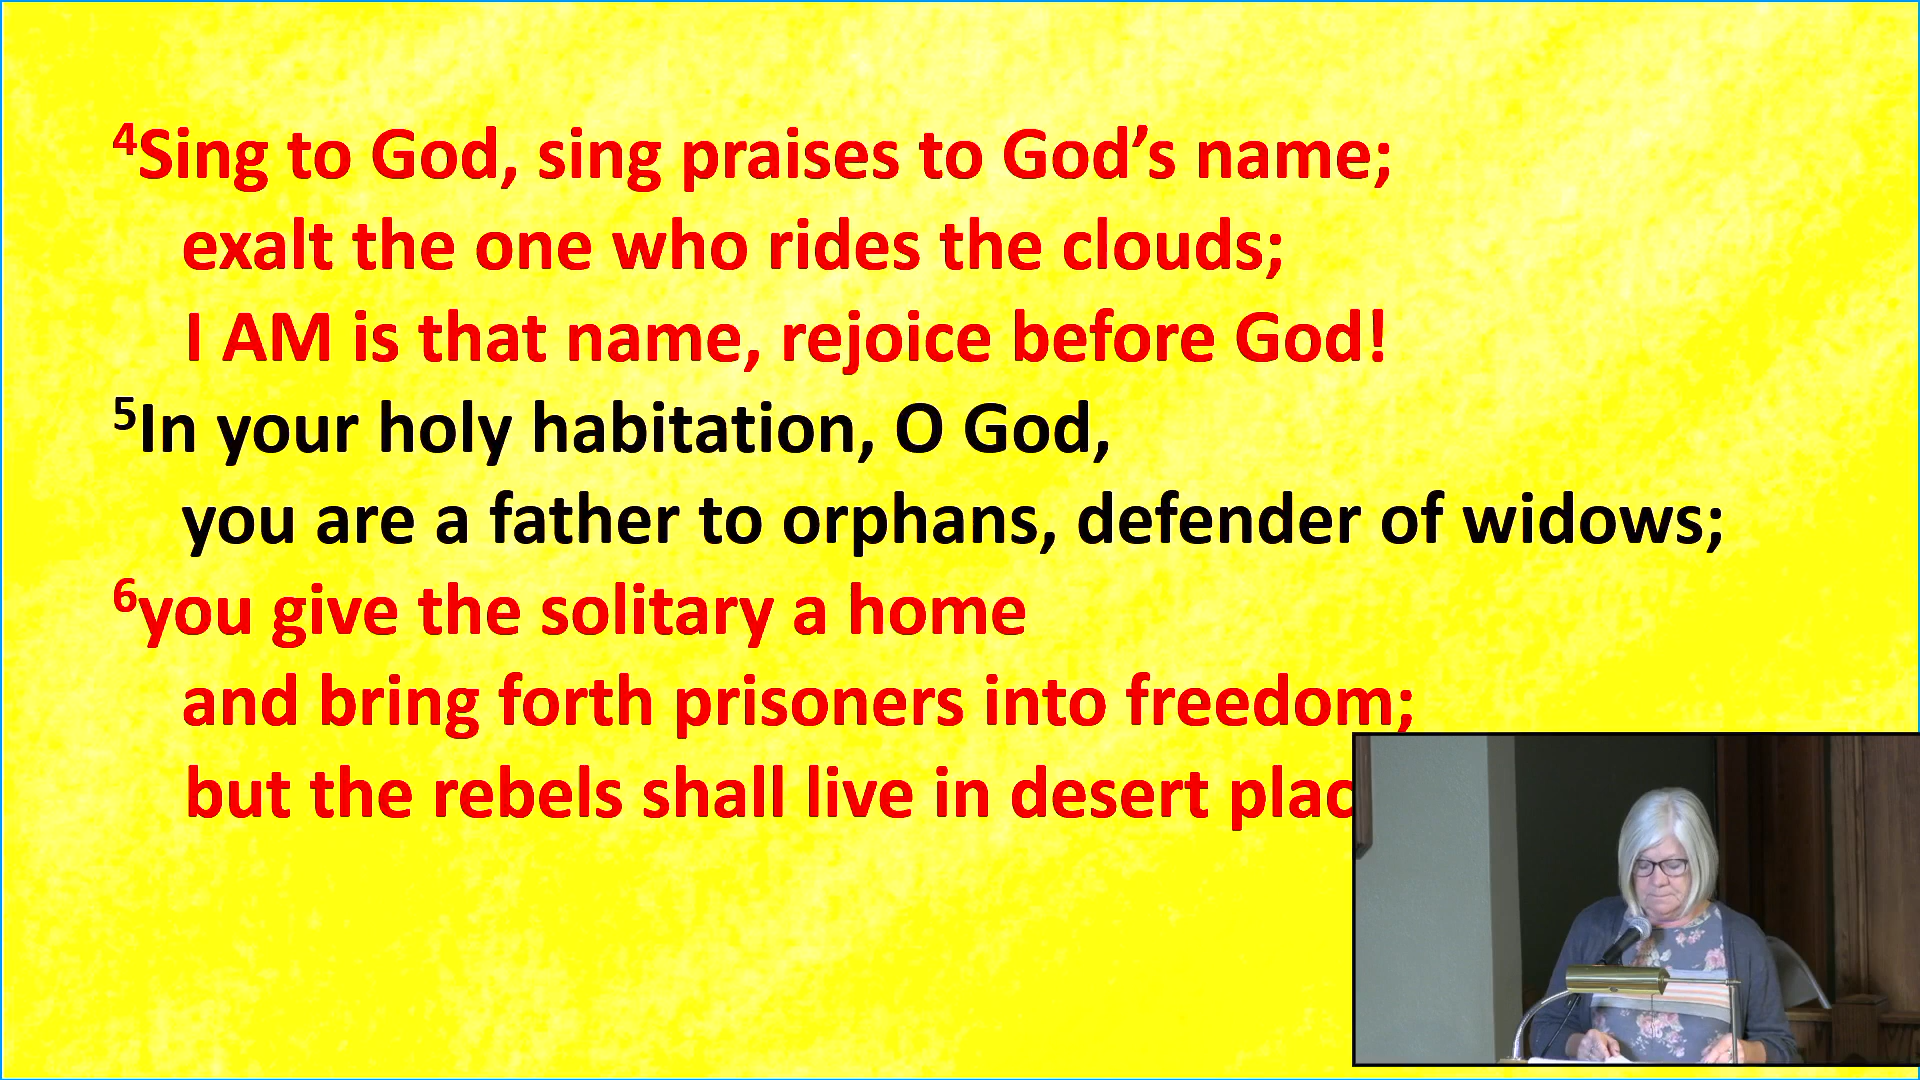 ⁴Sing to God, sing praises to God’s name;
exalt the one who rides the clouds;
I AM is that name, rejoice before God!
⁵In your holy habitation, O God,
you are a father to orphans, defender of widows;
⁶you give the solitary a home
and bring forth prisoners into freedom;
but the rebels shall live in desert plac